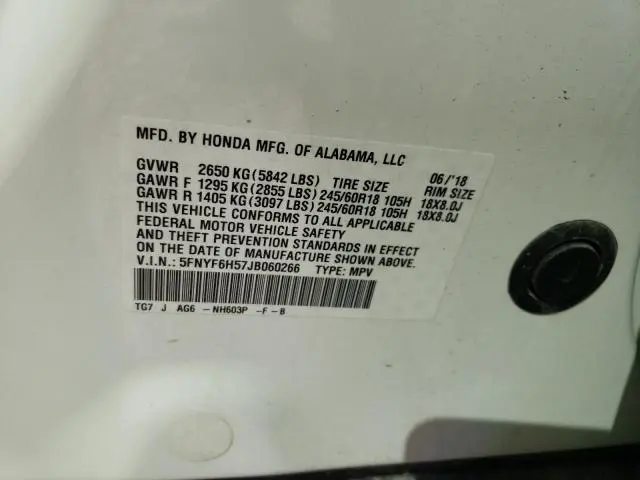 MFD. BY HONDA MFG. OF ALABAMA, LLC
GVWR 2650 KG(5842 LBS) TIRE SIZE 06/'18 RIM SIZE
GAWR F 1295 KG(2855 LBS) 245/60R18 105H 18X8.0J
GAWR R 1405 KG(3097 LBS) 245/60R18 105H 18X8.0J
THIS VEHICLE CONFORMS TO ALL APPLICABLE
FEDERAL MOTOR VEHICLE SAFETY
AND THEFT PREVENTION STANDARDS IN EFFECT
ON THE DATE OF MANUFACTURE SHOWN ABOVE.
V.I.N.: 5FNYF6H57JB060266 TYPE: MPV
TG7 J AG6 -NH603P -F-B